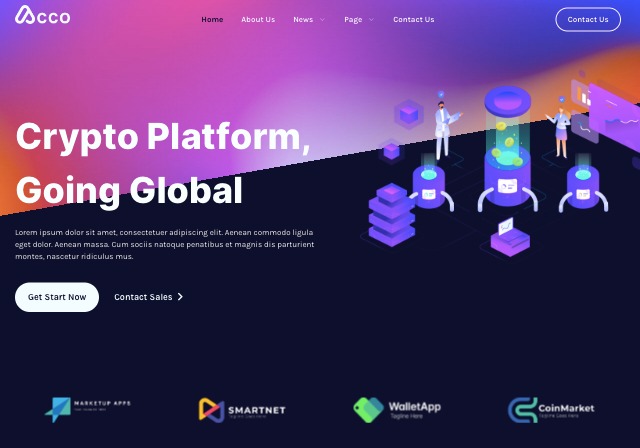 Acco
Home About Us News Page Contact Us
Contact Us
Crypto Platform,
Going Global
Lorem ipsum dolor sit amet, consectetuer adipiscing elit. Aenean commodo ligula
eget dolor. Aenean massa. Cum sociis natoque penatibus et magnis dis parturient
montes, nascetur ridiculus mus.
Get Start Now
Contact Sales
MARKETUP APPS
SMARTNET
WalletApp
Tagline Here
CoinMarket